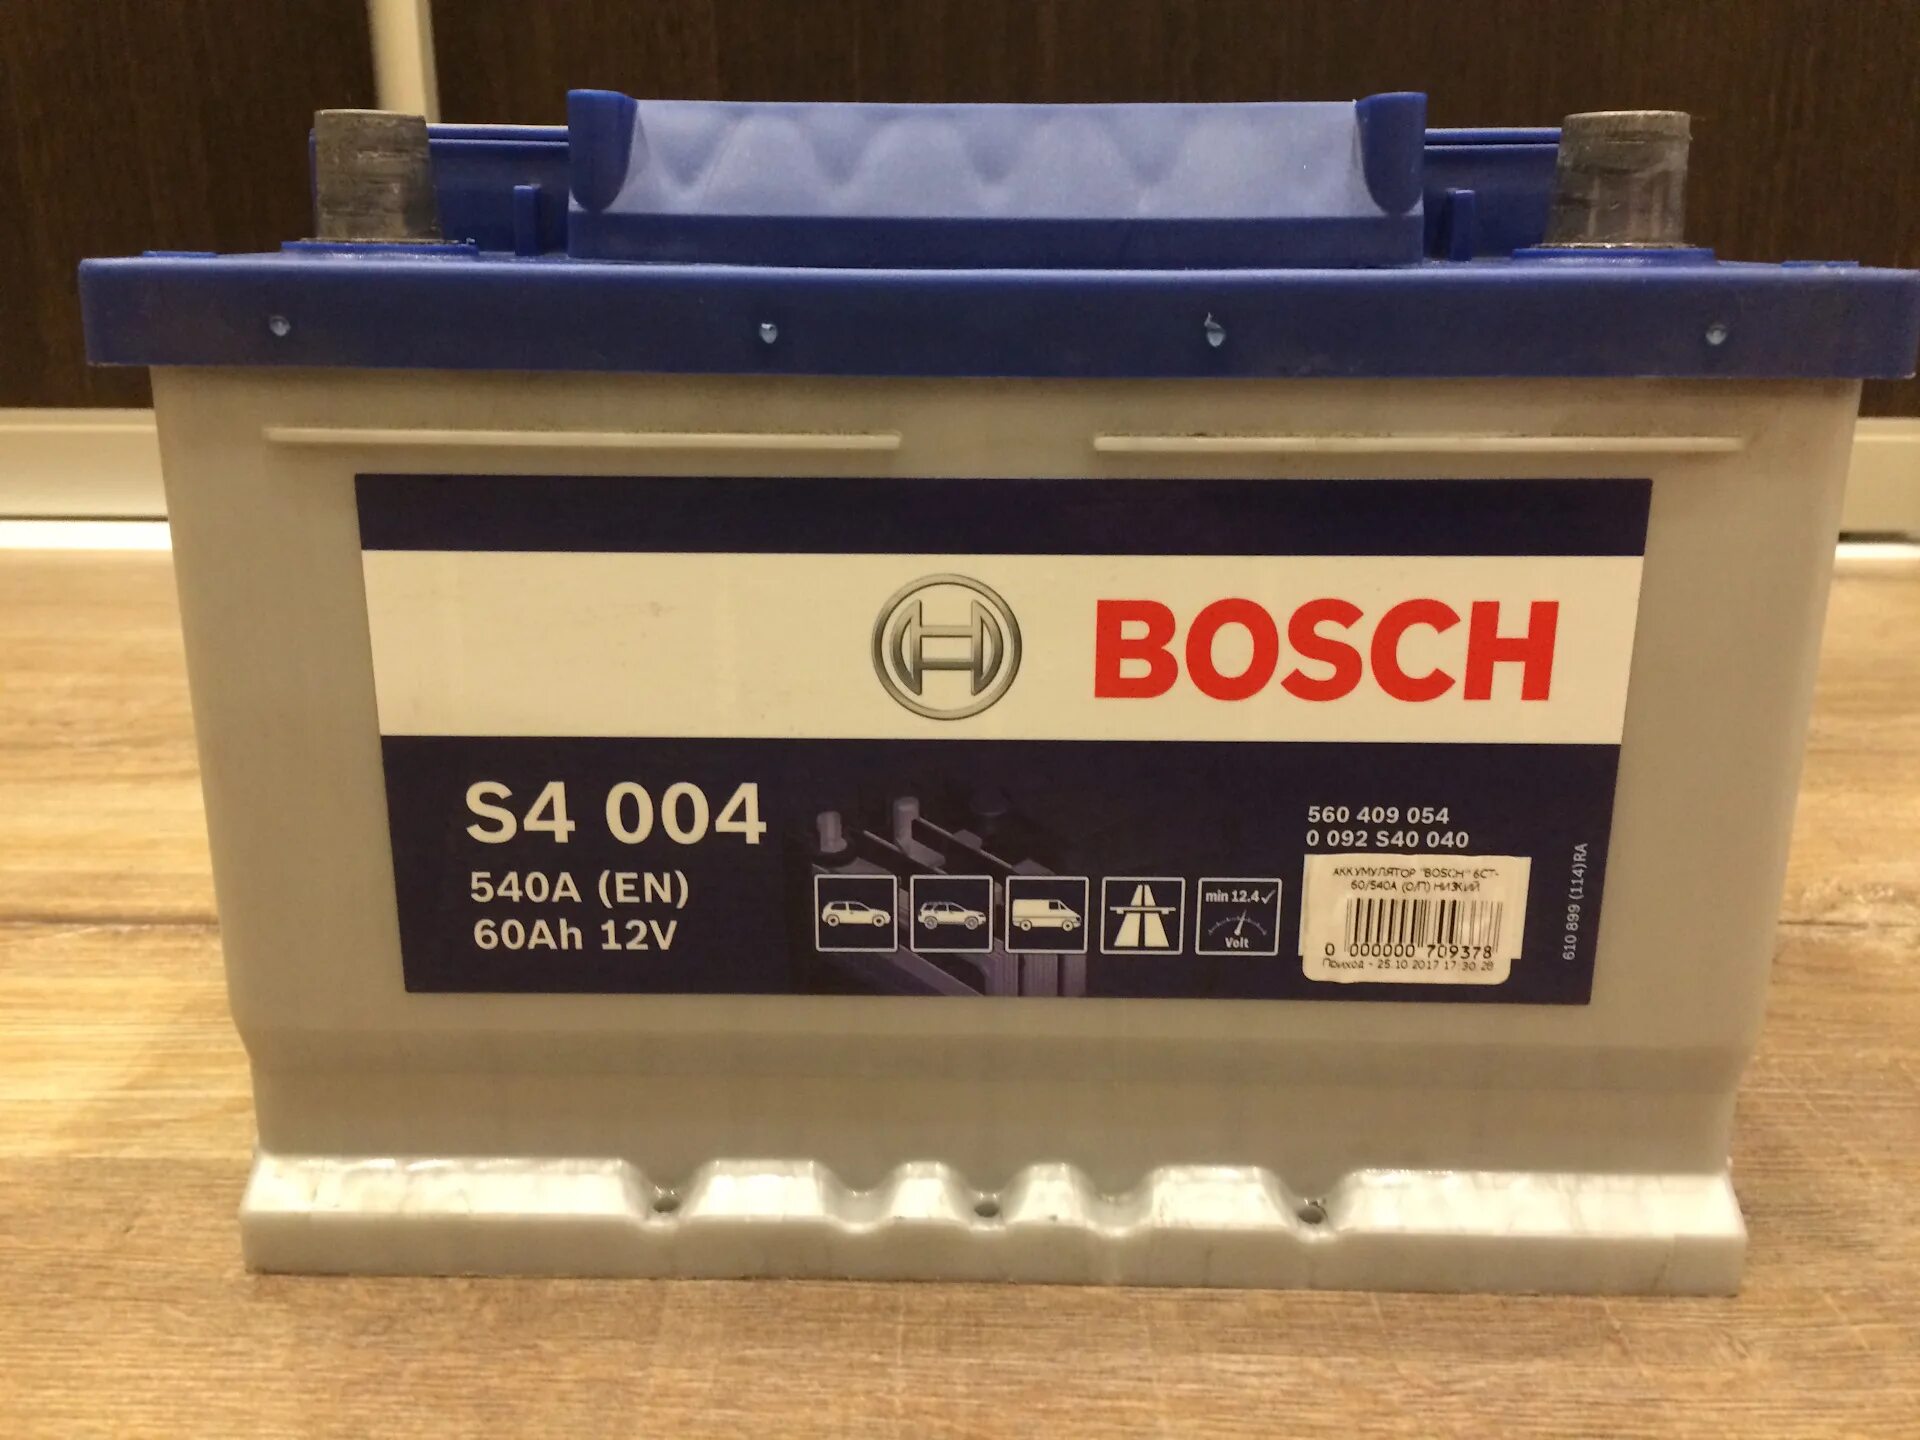 BOSCH
S4 004
540A (EN)
60Ah 12V
min 12.4✓
Volt
560 409 054
0 092 S40 040
АККУМУЛЯТОР "BOSCH" 6СТ-
60/540А (О/П) НИЗКИЙ
0 000000 709378
Приход - 25.10.2017 17:30:28
610 899 (114)RA